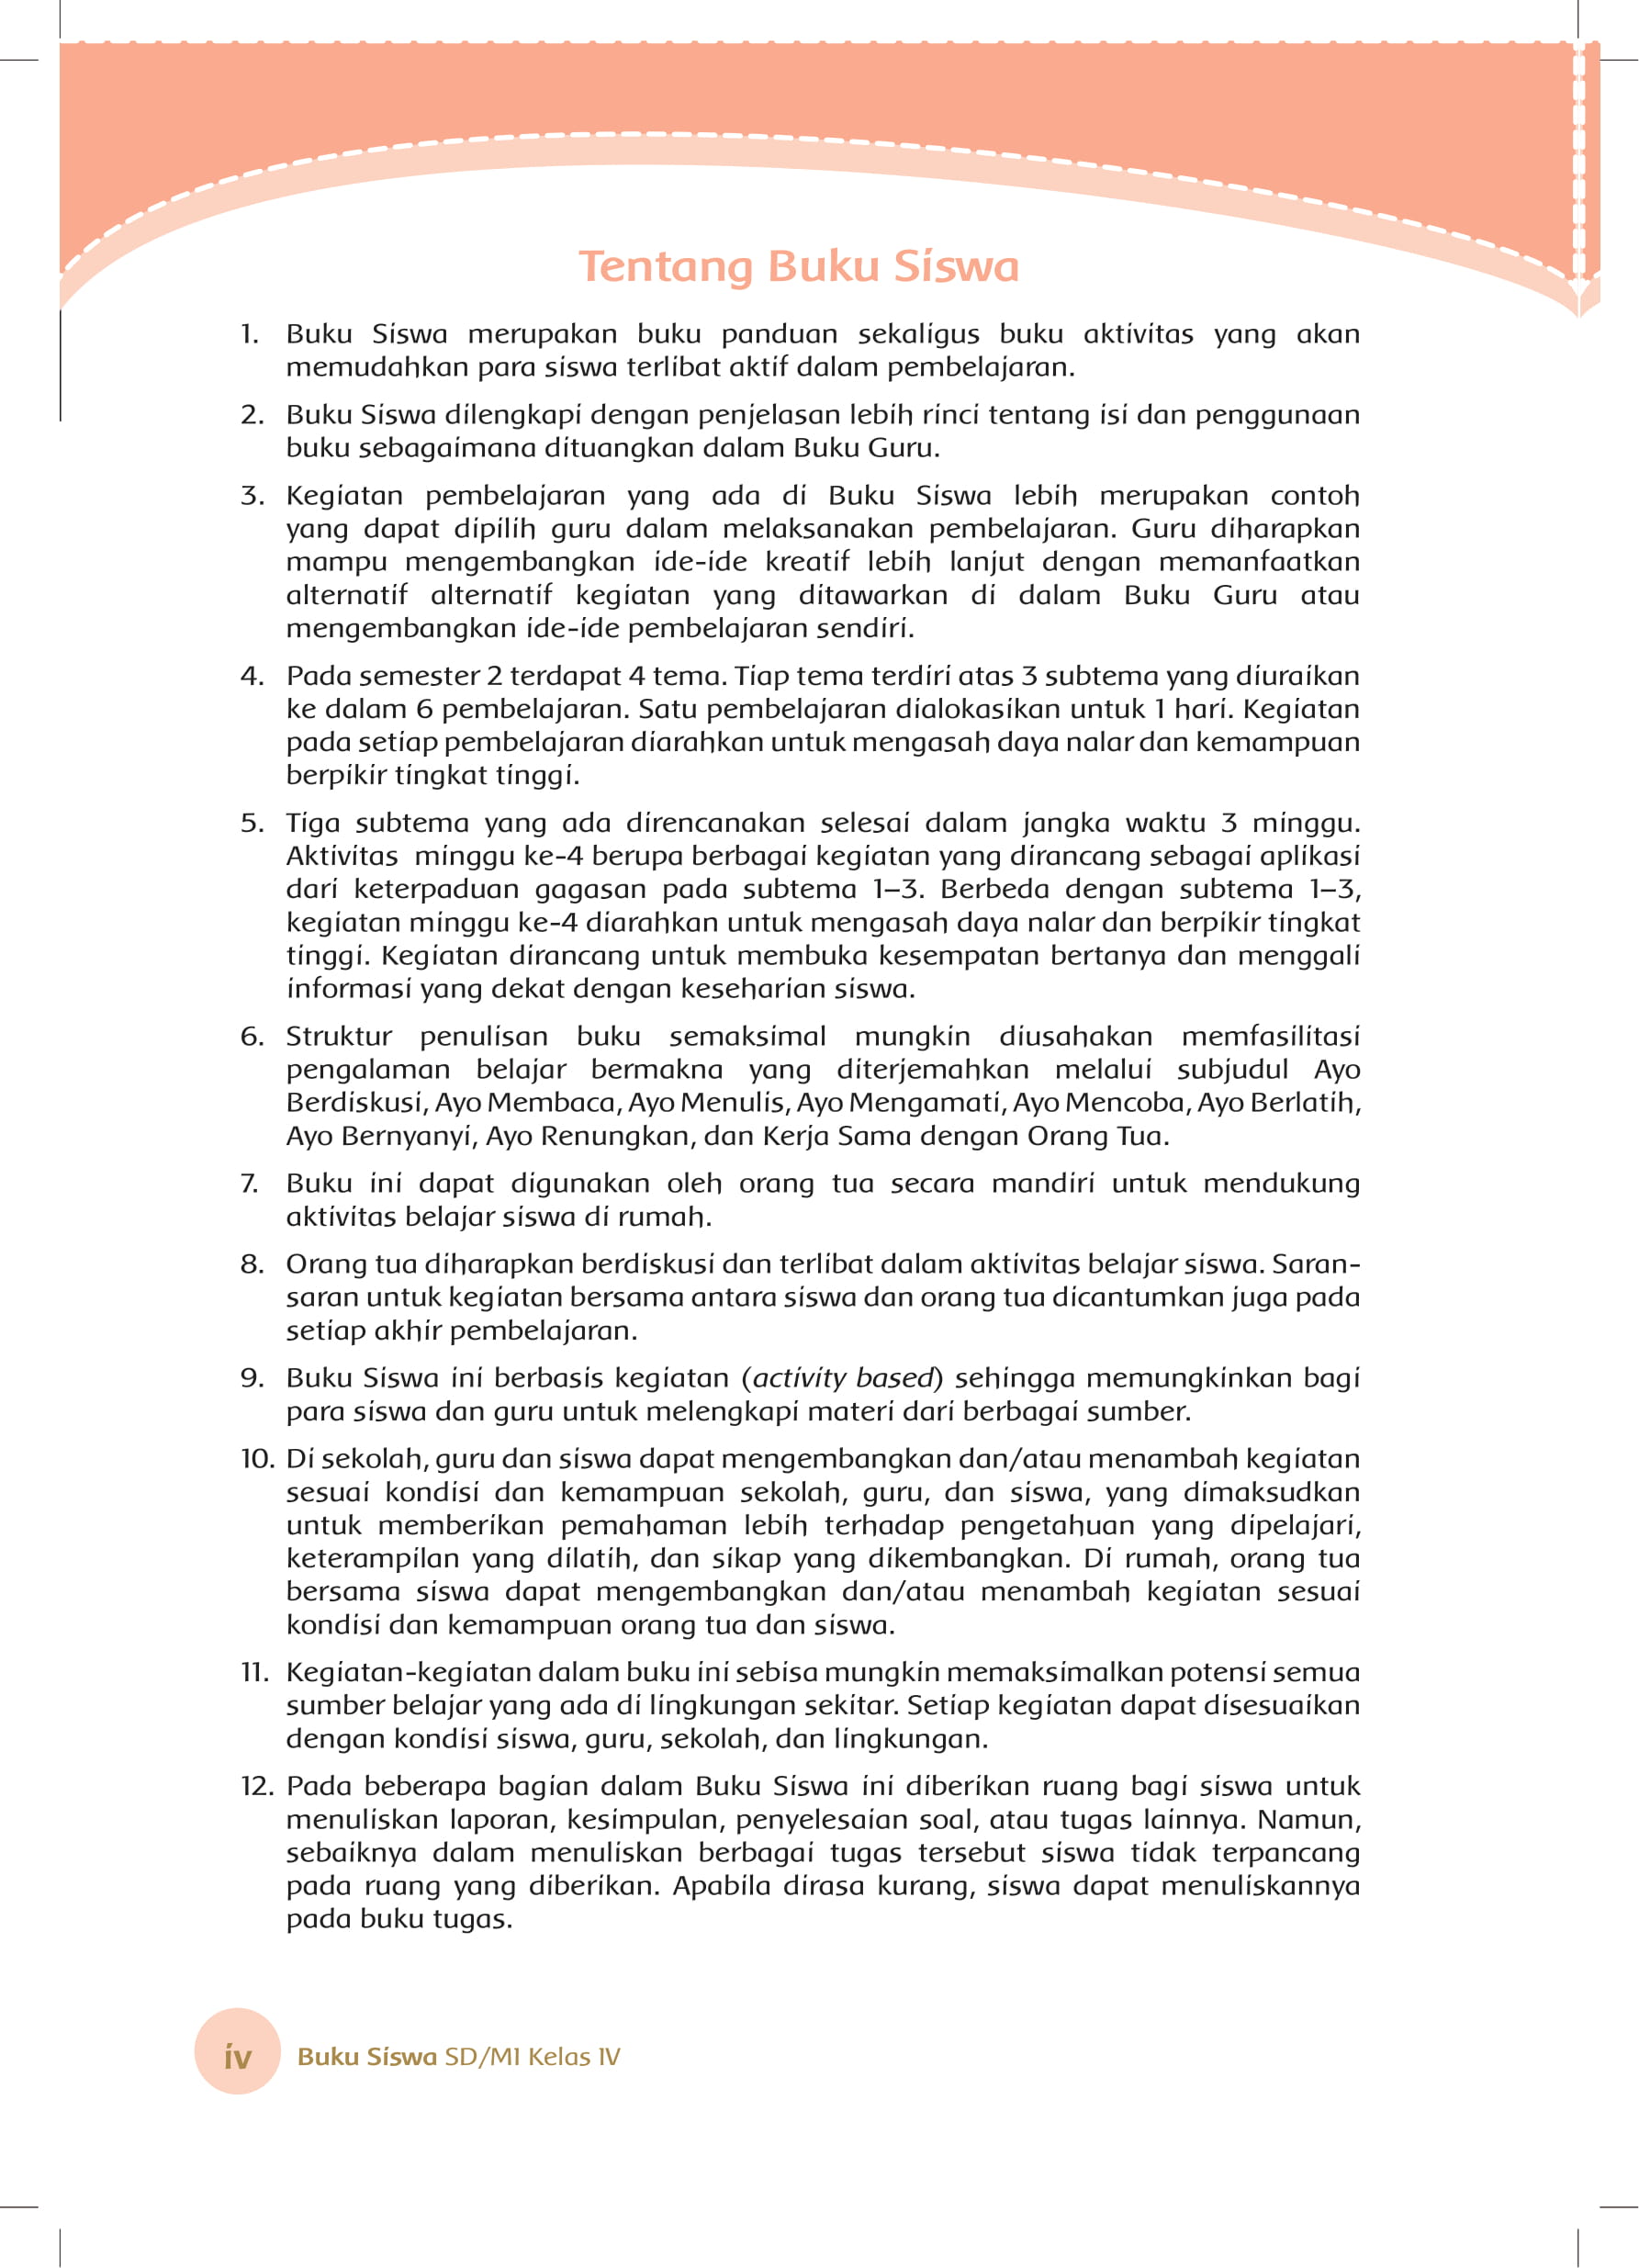 Tentang Buku Siswa
1. Buku Siswa merupakan buku panduan sekaligus buku aktivitas yang akan
memudahkan para siswa terlibat aktif dalam pembelajaran.
2. Buku Siswa dilengkapi dengan penjelasan lebih rinci tentang isi dan penggunaan
buku sebagaimana dituangkan dalam Buku Guru.
3. Kegiatan pembelajaran yang ada di Buku Siswa lebih merupakan contoh
yang dapat dipilih guru dalam melaksanakan pembelajaran. Guru diharapkan
mampu mengembangkan ide-ide kreatif lebih lanjut dengan memanfaatkan
alternatif alternatif kegiatan yang ditawarkan di dalam Buku Guru atau
mengembangkan ide-ide pembelajaran sendiri.
4. Pada semester 2 terdapat 4 tema. Tiap tema terdiri atas 3 subtema yang diuraikan
ke dalam 6 pembelajaran. Satu pembelajaran dialokasikan untuk 1 hari. Kegiatan
pada setiap pembelajaran diarahkan untuk mengasah daya nalar dan kemampuan
berpikir tingkat tinggi.
5. Tiga subtema yang ada direncanakan selesai dalam jangka waktu 3 minggu.
Aktivitas minggu ke-4 berupa berbagai kegiatan yang dirancang sebagai aplikasi
dari keterpaduan gagasan pada subtema 1–3. Berbeda dengan subtema 1–3,
kegiatan minggu ke-4 diarahkan untuk mengasah daya nalar dan berpikir tingkat
tinggi. Kegiatan dirancang untuk membuka kesempatan bertanya dan menggali
informasi yang dekat dengan keseharian siswa.
6. Struktur penulisan buku semaksimal mungkin diusahakan memfasilitasi
pengalaman belajar bermakna yang diterjemahkan melalui subjudul Ayo
Berdiskusi, Ayo Membaca, Ayo Menulis, Ayo Mengamati, Ayo Mencoba, Ayo Berlatih,
Ayo Bernyanyi, Ayo Renungkan, dan Kerja Sama dengan Orang Tua.
7. Buku ini dapat digunakan oleh orang tua secara mandiri untuk mendukung
aktivitas belajar siswa di rumah.
8. Orang tua diharapkan berdiskusi dan terlibat dalam aktivitas belajar siswa. Saran-
saran untuk kegiatan bersama antara siswa dan orang tua dicantumkan juga pada
setiap akhir pembelajaran.
9. Buku Siswa ini berbasis kegiatan (activity based) sehingga memungkinkan bagi
para siswa dan guru untuk melengkapi materi dari berbagai sumber.
10. Di sekolah, guru dan siswa dapat mengembangkan dan/atau menambah kegiatan
sesuai kondisi dan kemampuan sekolah, guru, dan siswa, yang dimaksudkan
untuk memberikan pemahaman lebih terhadap pengetahuan yang dipelajari,
keterampilan yang dilatih, dan sikap yang dikembangkan. Di rumah, orang tua
bersama siswa dapat mengembangkan dan/atau menambah kegiatan sesuai
kondisi dan kemampuan orang tua dan siswa.
11. Kegiatan-kegiatan dalam buku ini sebisa mungkin memaksimalkan potensi semua
sumber belajar yang ada di lingkungan sekitar. Setiap kegiatan dapat disesuaikan
dengan kondisi siswa, guru, sekolah, dan lingkungan.
12. Pada beberapa bagian dalam Buku Siswa ini diberikan ruang bagi siswa untuk
menuliskan laporan, kesimpulan, penyelesaian soal, atau tugas lainnya. Namun,
sebaiknya dalam menuliskan berbagai tugas tersebut siswa tidak terpancang
pada ruang yang diberikan. Apabila dirasa kurang, siswa dapat menuliskannya
pada buku tugas.
iv Buku Siswa SD/MI Kelas IV